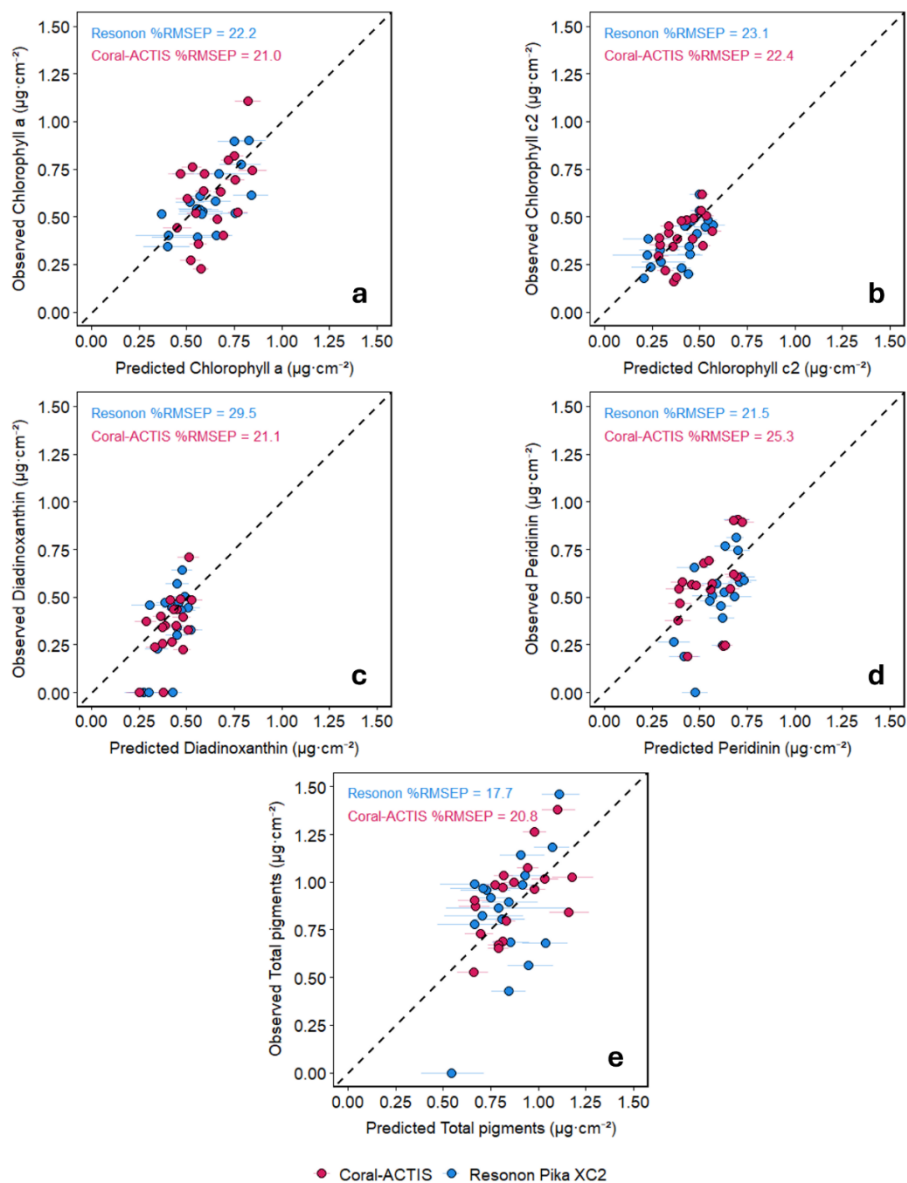 Resonon %RMSEP = 22.2
Coral-ACTIS %RMSEP = 21.0
Observed Chlorophyll a (µg·cm⁻²)
1.50
1.25
1.00
0.75
0.50
0.25
0.00
a
0.00 0.25 0.50 0.75 1.00 1.25 1.50
Predicted Chlorophyll a (µg·cm⁻²)
Resonon %RMSEP = 23.1
Coral-ACTIS %RMSEP = 22.4
Observed Chlorophyll c2 (µg·cm⁻²)
1.50
1.25
1.00
0.75
0.50
0.25
0.00
b
0.00 0.25 0.50 0.75 1.00 1.25 1.50
Predicted Chlorophyll c2 (µg·cm⁻²)
Resonon %RMSEP = 29.5
Coral-ACTIS %RMSEP = 21.1
Observed Diadinoxanthin (µg·cm⁻²)
1.50
1.25
1.00
0.75
0.50
0.25
0.00
c
0.00 0.25 0.50 0.75 1.00 1.25 1.50
Predicted Diadinoxanthin (µg·cm⁻²)
Resonon %RMSEP = 21.5
Coral-ACTIS %RMSEP = 25.3
Observed Peridinin (µg·cm⁻²)
1.50
1.25
1.00
0.75
0.50
0.25
0.00
d
0.00 0.25 0.50 0.75 1.00 1.25 1.50
Predicted Peridinin (µg·cm⁻²)
Resonon %RMSEP = 17.7
Coral-ACTIS %RMSEP = 20.8
Observed Total pigments (µg·cm⁻²)
1.50
1.25
1.00
0.75
0.50
0.25
0.00
e
0.00 0.25 0.50 0.75 1.00 1.25 1.50
Predicted Total pigments (µg·cm⁻²)
Coral-ACTIS Resonon Pika XC2